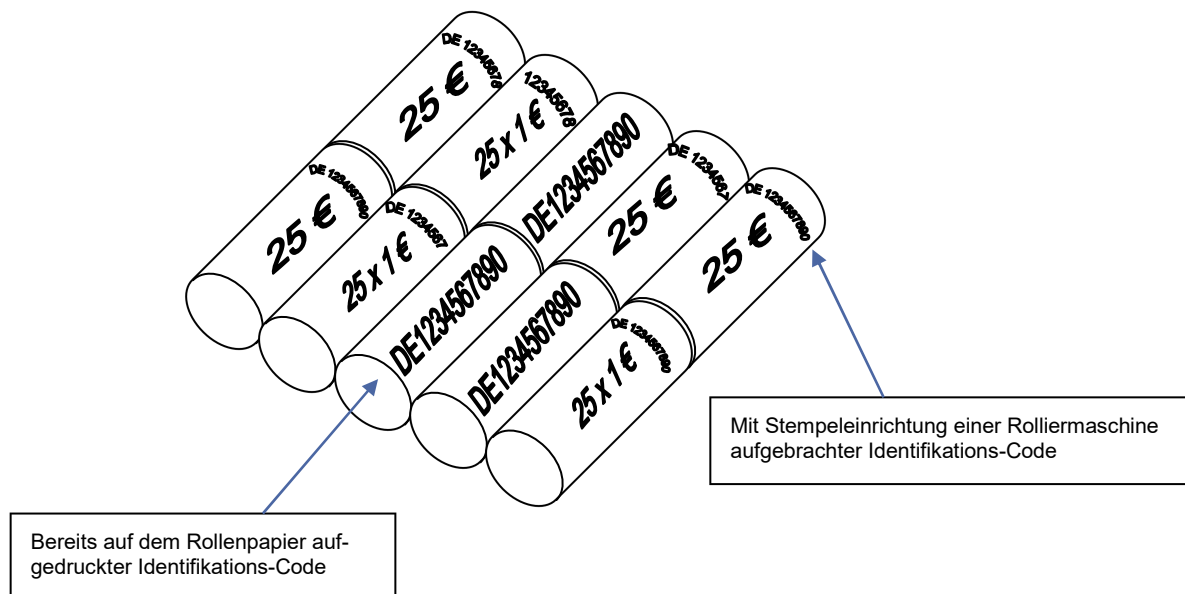 DE 12345678
25 €
12345678
25 x 1 €
DE1234567890
DE 1234567
25 €
DE 1234567890
25 €
DE 1234567890
25 €
DE 1234567
25 x 1 €
DE1234567890
DE1234567890
DE 1234567890
25 x 1 €
Mit Stempeleinrichtung einer Rolliermaschine
aufgebrachter Identifikations-Code
Bereits auf dem Rollenpapier auf-
gedruckter Identifikations-Code